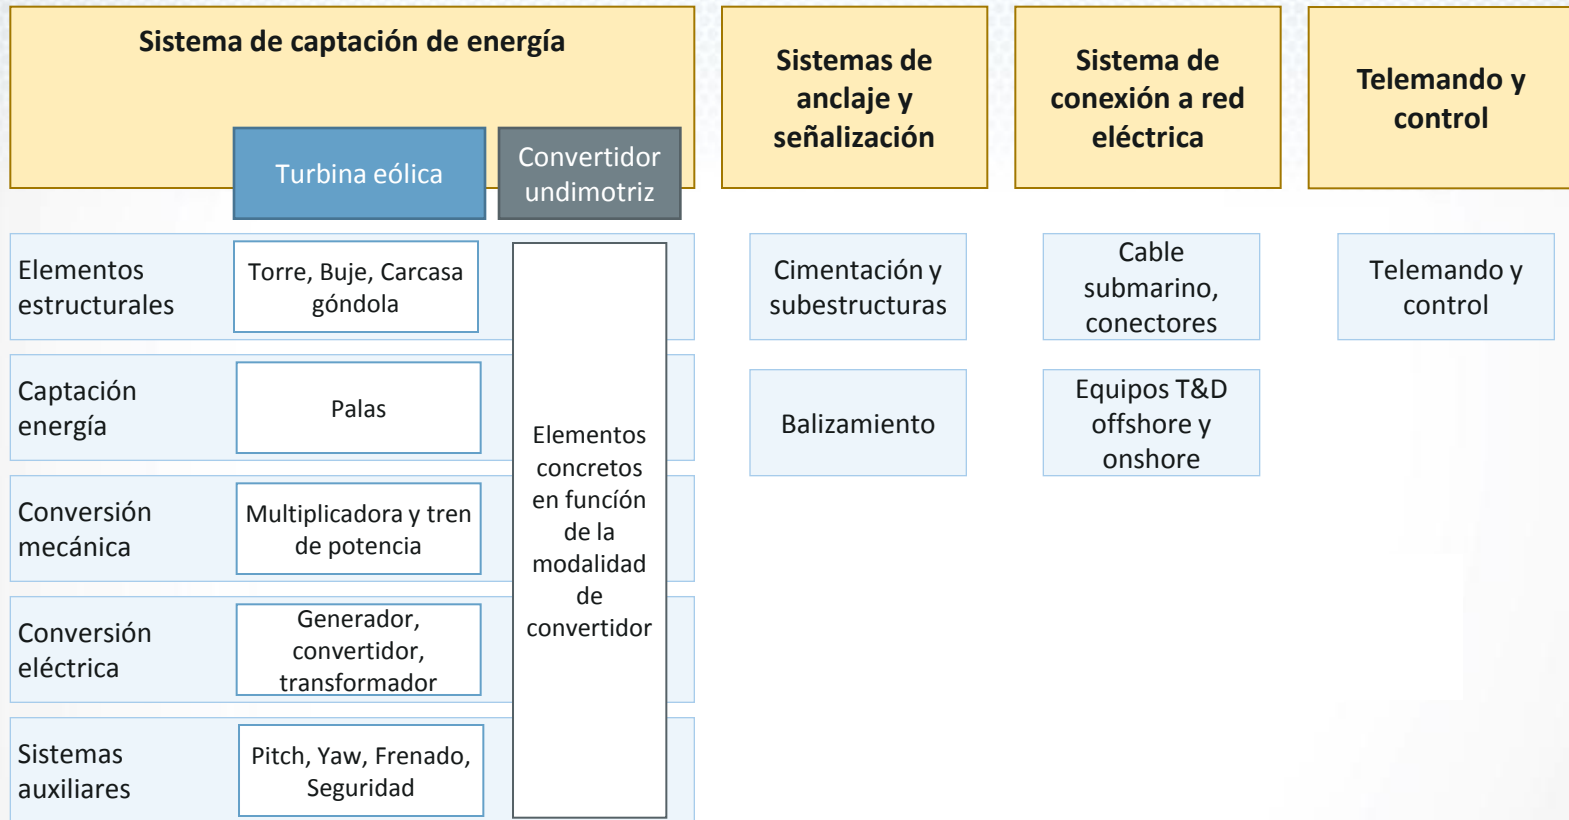 Sistema de captación de energía
Turbina eólica
Convertidor
undimotriz
Sistemas de
anclaje y
señalización
Sistema de
conexión a red
eléctrica
Telemando y
control
Elementos
estructurales
Torre, Buje, Carcasa
góndola
Captación
energía
Palas
Conversión
mecánica
Multiplicadora y tren
de potencia
Conversión
eléctrica
Generador,
convertidor,
transformador
Sistemas
auxiliares
Pitch, Yaw, Frenado,
Seguridad
Elementos
concretos
en funcíón
de la
modalidad
de
convertidor
Cimentación y
subestructuras
Balizamiento
Cable
submarino,
conectores
Equipos T&D
offshore y
onshore
Telemando y
control